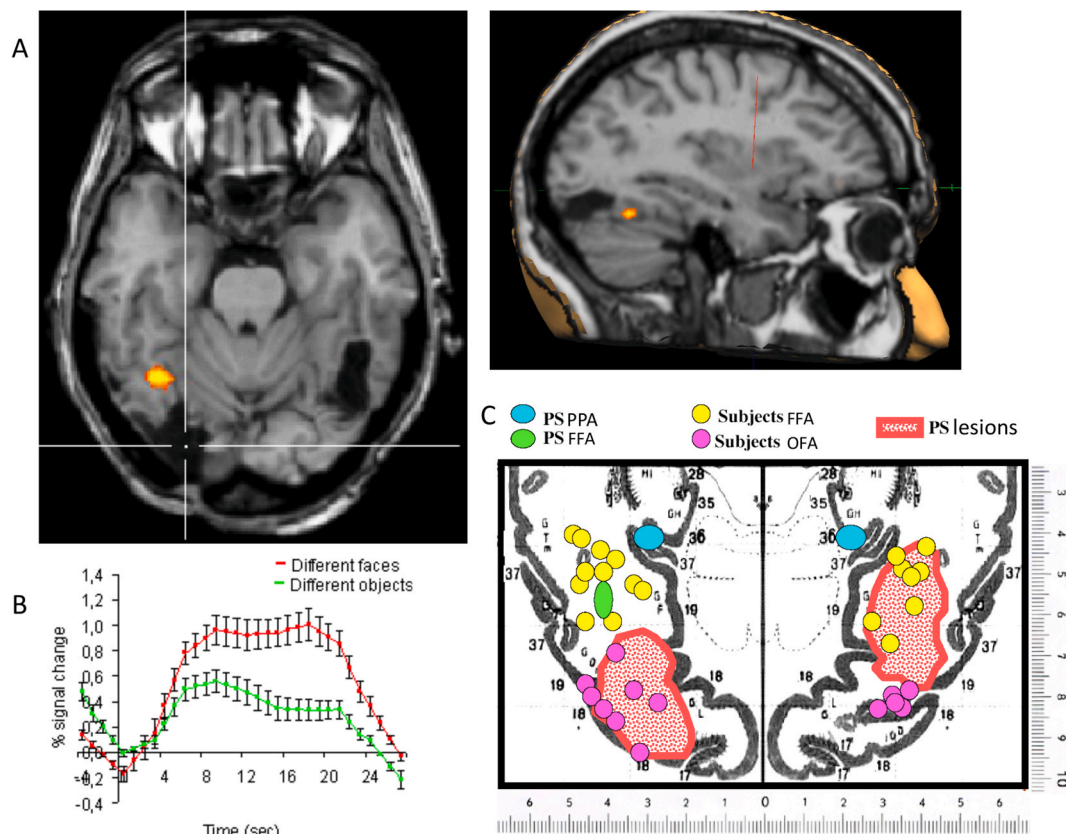 A
C
PS PPA
PS FFA
Subjects FFA
Subjects OFA
PS lesions
B
Different faces
Different objects
% signal change
1,4
1,2
1,0
0,8
0,6
0,4
0,2
0,0
-0,2
-0,4
-4 0 4 8 12 16 20 24
Time (sec)
28
35
36
37
19
18
17
28
35
36
37
19
18
17
3
4
5
6
7
8
9
10
6 5 4 3 2 1 0 1 2 3 4 5 6